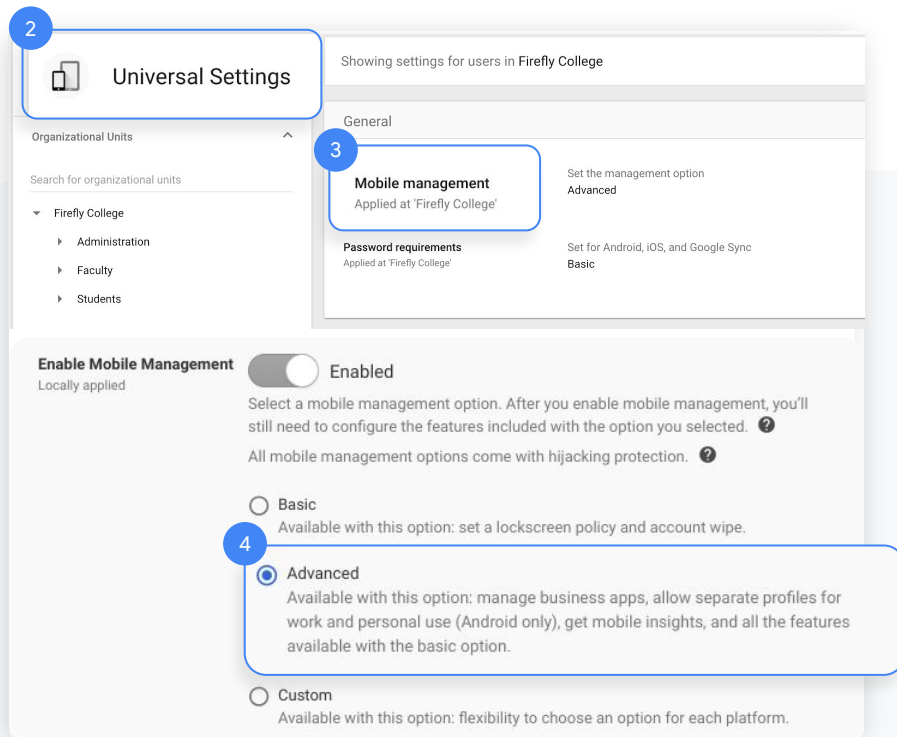 2
Universal Settings
Showing settings for users in Firefly College
Organizational Units
Search for organizational units
Firefly College
Administration
Faculty
Students
General
3
Mobile management
Applied at 'Firefly College'
Set the management option
Advanced
Password requirements
Applied at 'Firefly College'
Set for Android, iOS, and Google Sync
Basic
Enable Mobile Management
Locally applied
Enabled
Select a mobile management option. After you enable mobile management, you'll
still need to configure the features included with the option you selected. ?
All mobile management options come with hijacking protection. ?
Basic
Available with this option: set a lockscreen policy and account wipe.
4
Advanced
Available with this option: manage business apps, allow separate profiles for
work and personal use (Android only), get mobile insights, and all the features
available with the basic option.
Custom
Available with this option: flexibility to choose an option for each platform.